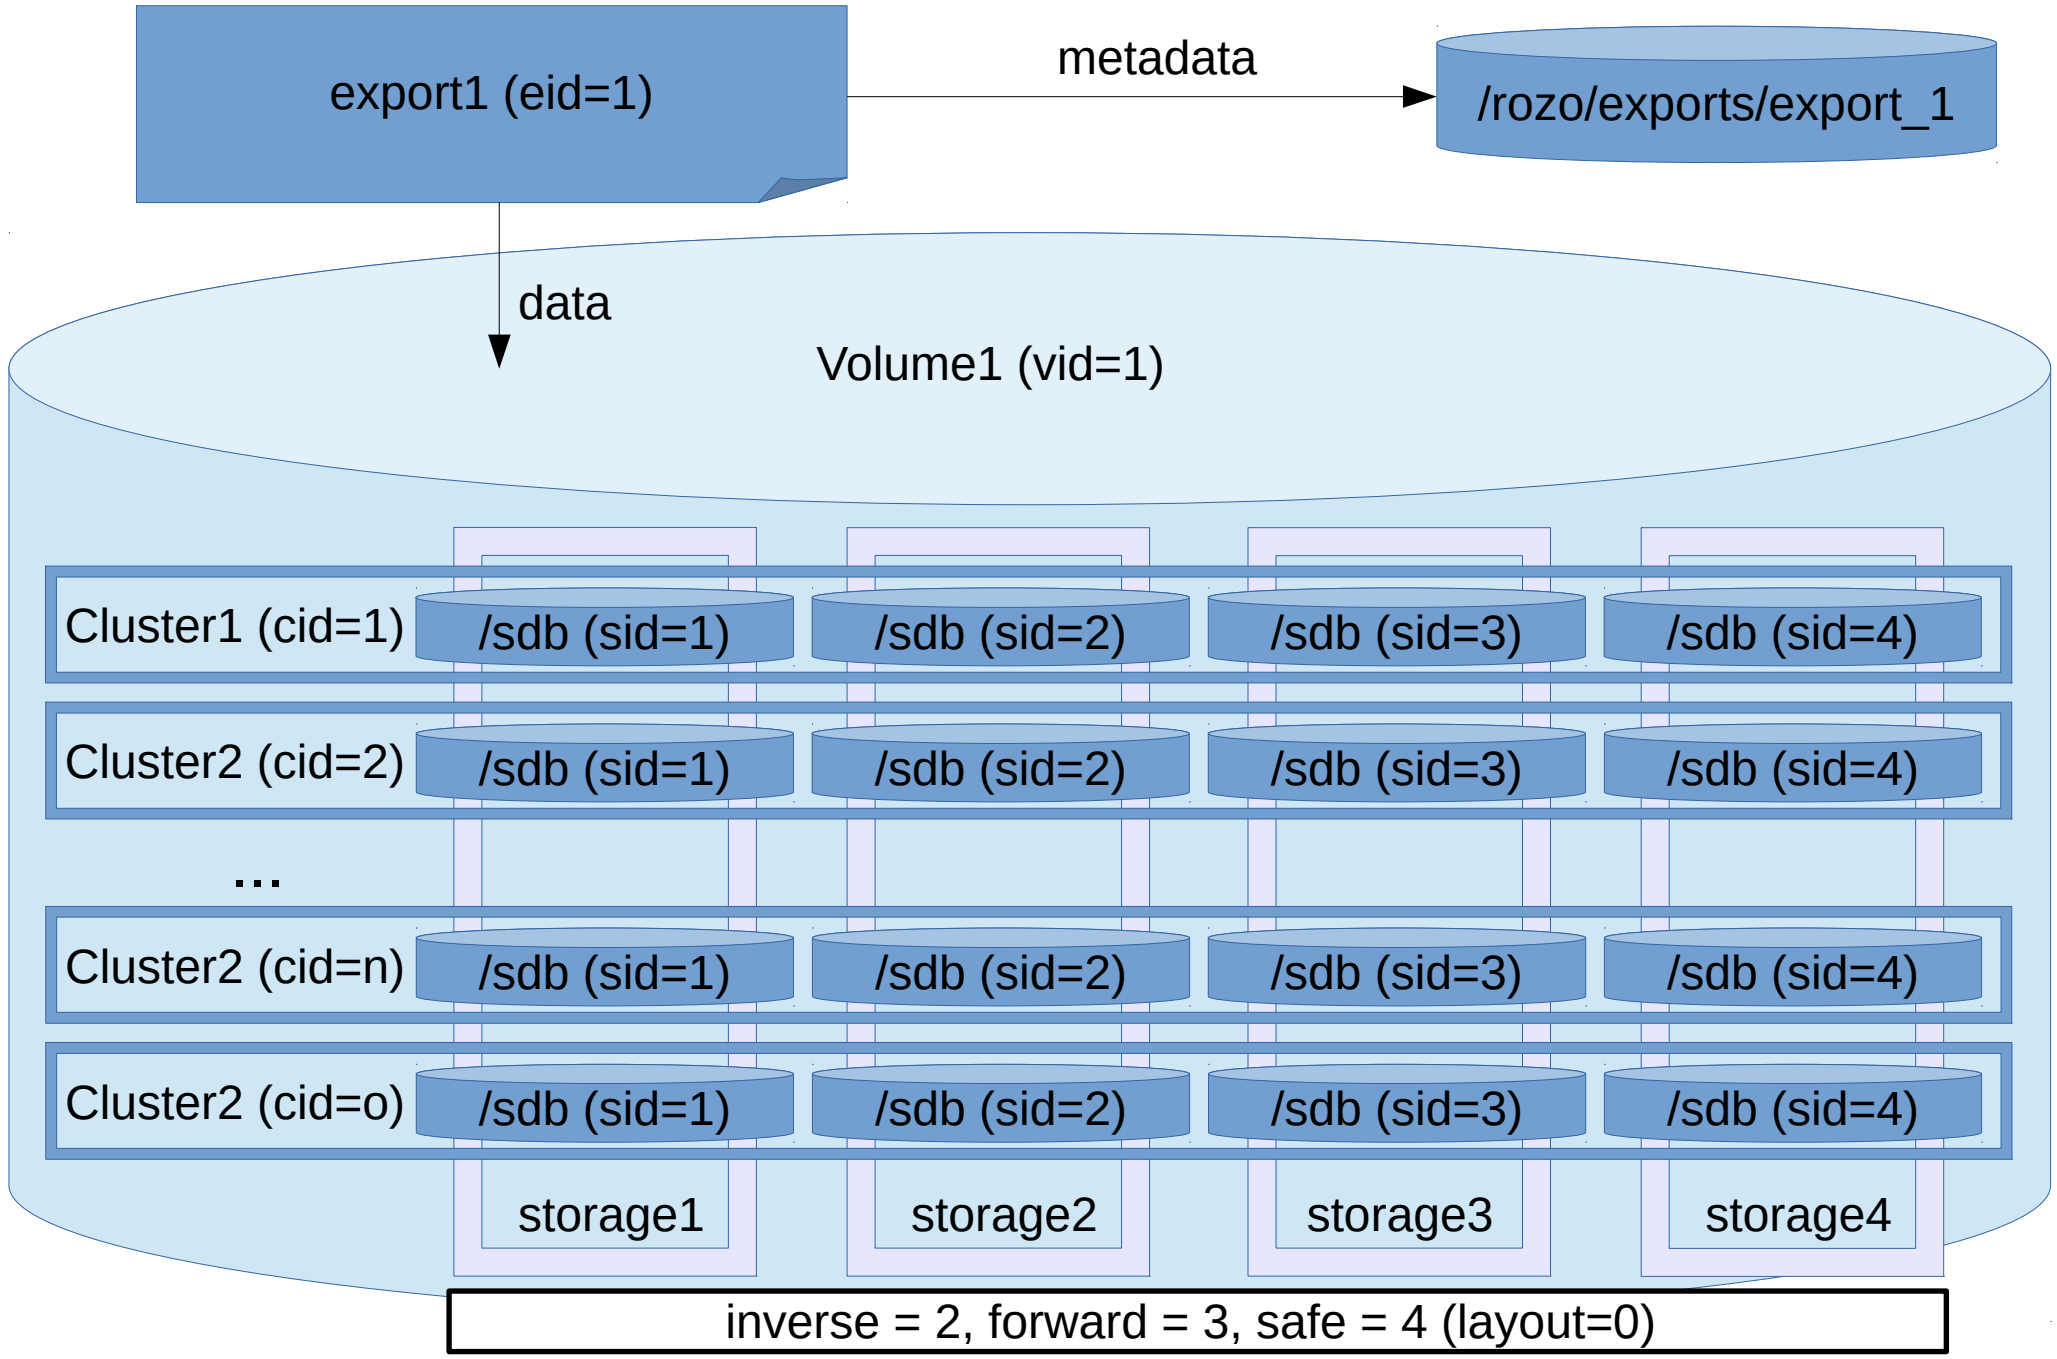 export1 (eid=1)
metadata
/rozo/exports/export_1
data
Volume1 (vid=1)
Cluster1 (cid=1) /sdb (sid=1) /sdb (sid=2) /sdb (sid=3) /sdb (sid=4)
Cluster2 (cid=2) /sdb (sid=1) /sdb (sid=2) /sdb (sid=3) /sdb (sid=4)
...
Cluster2 (cid=n) /sdb (sid=1) /sdb (sid=2) /sdb (sid=3) /sdb (sid=4)
Cluster2 (cid=o) /sdb (sid=1) /sdb (sid=2) /sdb (sid=3) /sdb (sid=4)
storage1 storage2 storage3 storage4
inverse = 2, forward = 3, safe = 4 (layout=0)